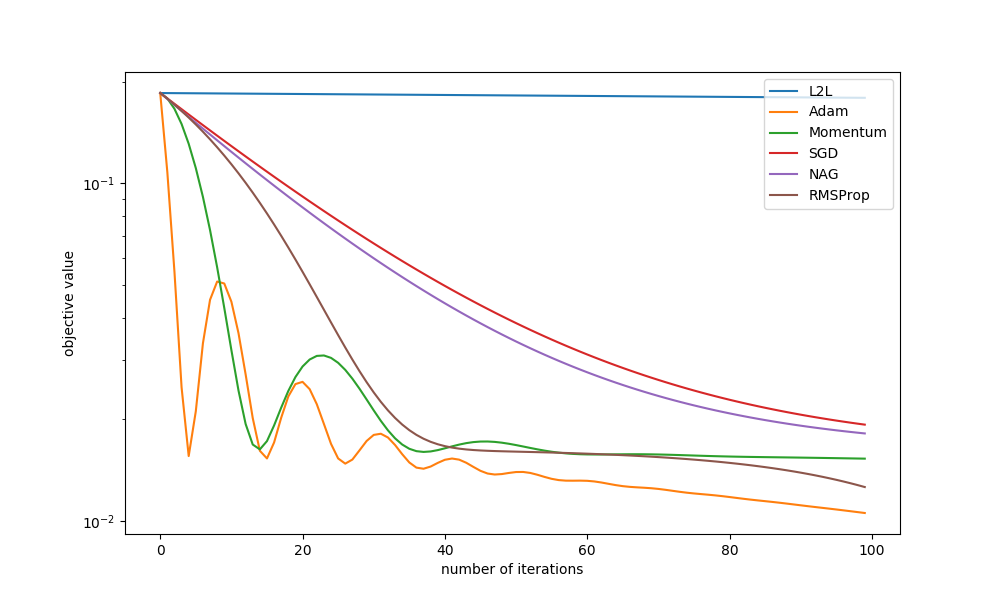 objective value
10⁻¹
10⁻²
0 20 40 60 80 100
number of iterations
L2L
Adam
Momentum
SGD
NAG
RMSProp